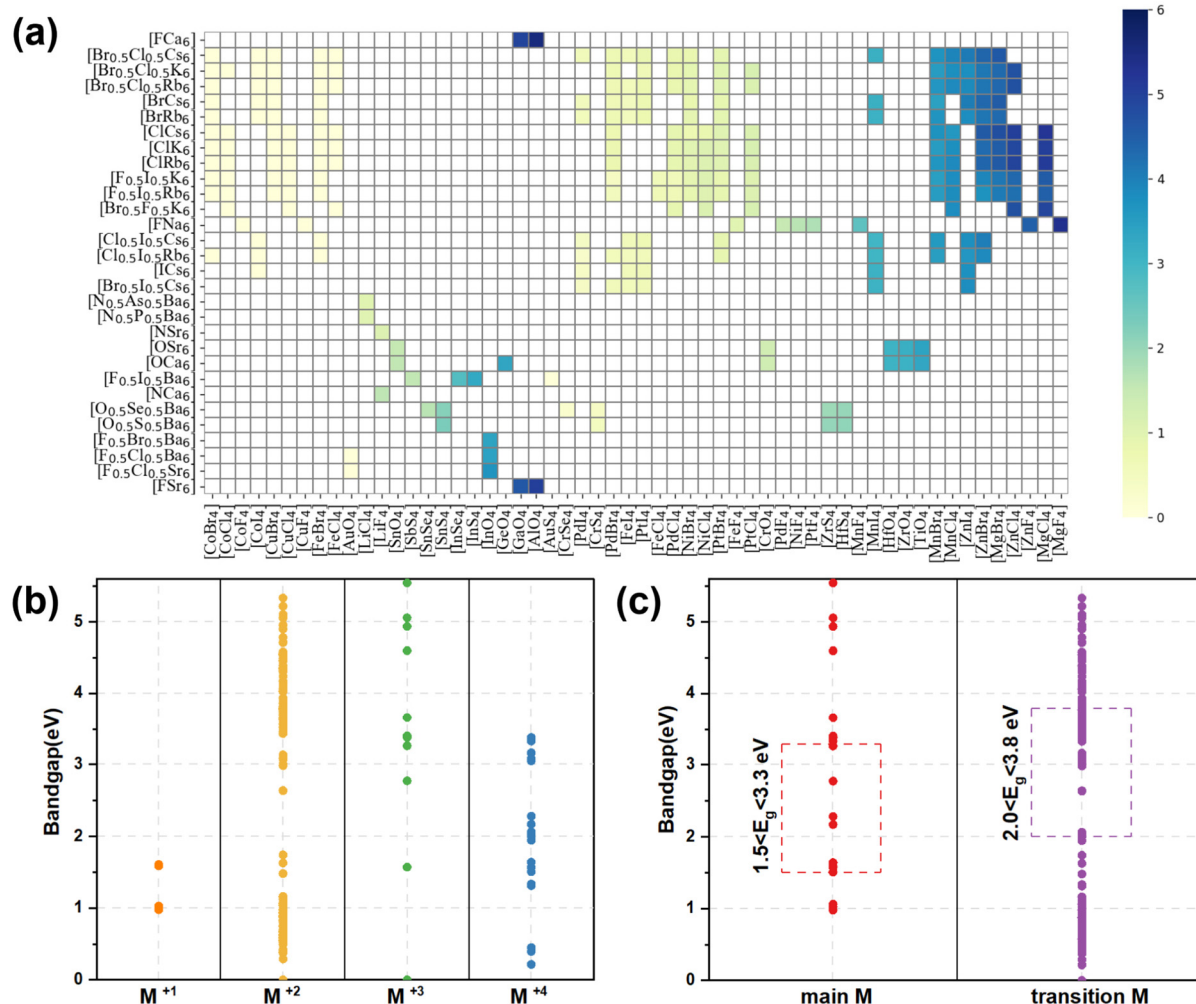 (a)
[FCa₆]
[Br₀.₅Cl₀.₅Cs₆]
[Br₀.₅Cl₀.₅K₆]
[Br₀.₅Cl₀.₅Rb₆]
[BrCs₆]
[BrRb₆]
[ClCs₆]
[ClK₆]
[ClRb₆]
[F₀.₅I₀.₅K₆]
[F₀.₅I₀.₅Rb₆]
[Br₀.₅F₀.₅K₆]
[FNa₆]
[Cl₀.₅I₀.₅Cs₆]
[Cl₀.₅I₀.₅Rb₆]
[ICs₆]
[Br₀.₅I₀.₅Cs₆]
[N₀.₅As₀.₅Ba₆]
[N₀.₅P₀.₅Ba₆]
[NSr₆]
[OSr₆]
[OCa₆]
[F₀.₅I₀.₅Ba₆]
[NCa₆]
[O₀.₅Se₀.₅Ba₆]
[O₀.₅S₀.₅Ba₆]
[F₀.₅Br₀.₅Ba₆]
[F₀.₅Cl₀.₅Ba₆]
[F₀.₅Cl₀.₅Sr₆]
[FSr₆]
[CoBr₄]
[CoCl₄]
[CoF₄]
[CoI₄]
[CuBr₄]
[CuCl₄]
[CuF₄]
[FeBr₄]
[FeCl₄]
[AuO₄]
[LiCl₄]
[LiF₄]
[SnO₄]
[SbS₄]
[SnSe₄]
[SnS₄]
[InSe₄]
[InS₄]
[GeO₄]
[InO₄]
[GaO₄]
[AlO₄]
[AuS₄]
[CrSe₄]
[PdI₄]
[CrS₄]
[PdBr₄]
[FeI₄]
[PtI₄]
[FeCl₄]
[PdCl₄]
[NiBr₄]
[NiCl₄]
[PtBr₄]
[FeF₄]
[PtCl₄]
[CrO₄]
[PdF₄]
[NiF₄]
[PtF₄]
[ZrS₄]
[HfS₄]
[MnF₄]
[MnI₄]
[HfO₄]
[ZrO₄]
[TiO₄]
[MnBr₄]
[MnCl₄]
[ZnI₄]
[ZnBr₄]
[MgBr₄]
[ZnCl₄]
[MgCl₄]
[ZnF₄]
[MgF₄]
6
5
4
3
2
1
0
(b)
Bandgap(eV)
5
4
3
2
1
0
M⁺¹
M⁺²
M⁺³
M⁺⁴
(c)
Bandgap(eV)
5
4
3
2
1
0
1.5<E_g<3.3 eV
2.0<E_g<3.8 eV
main M
transition M